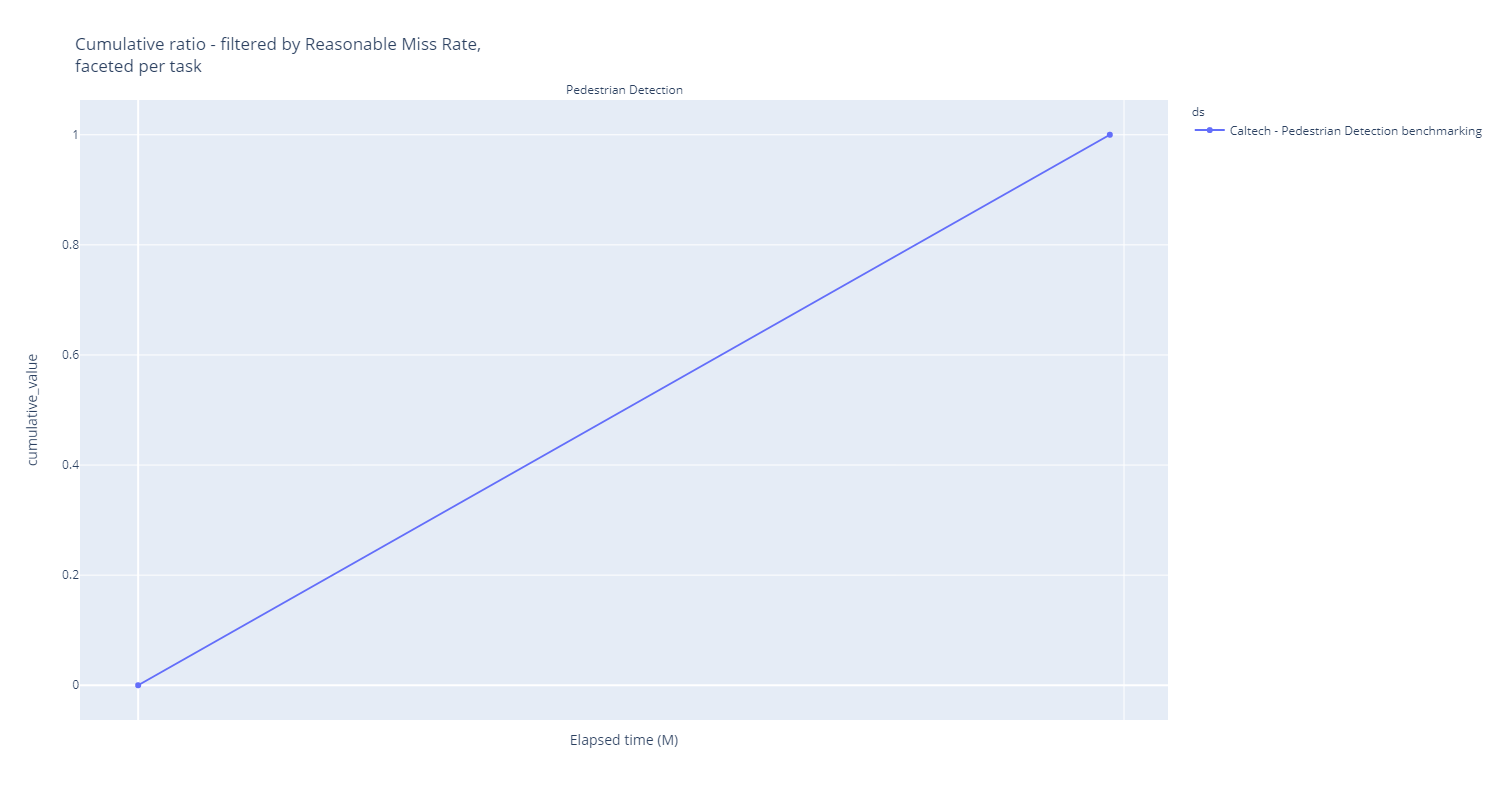 Cumulative ratio - filtered by Reasonable Miss Rate,
faceted per task
Pedestrian Detection
ds
Caltech - Pedestrian Detection benchmarking
1
0.8
0.6
0.4
0.2
0
cumulative_value
Elapsed time (M)